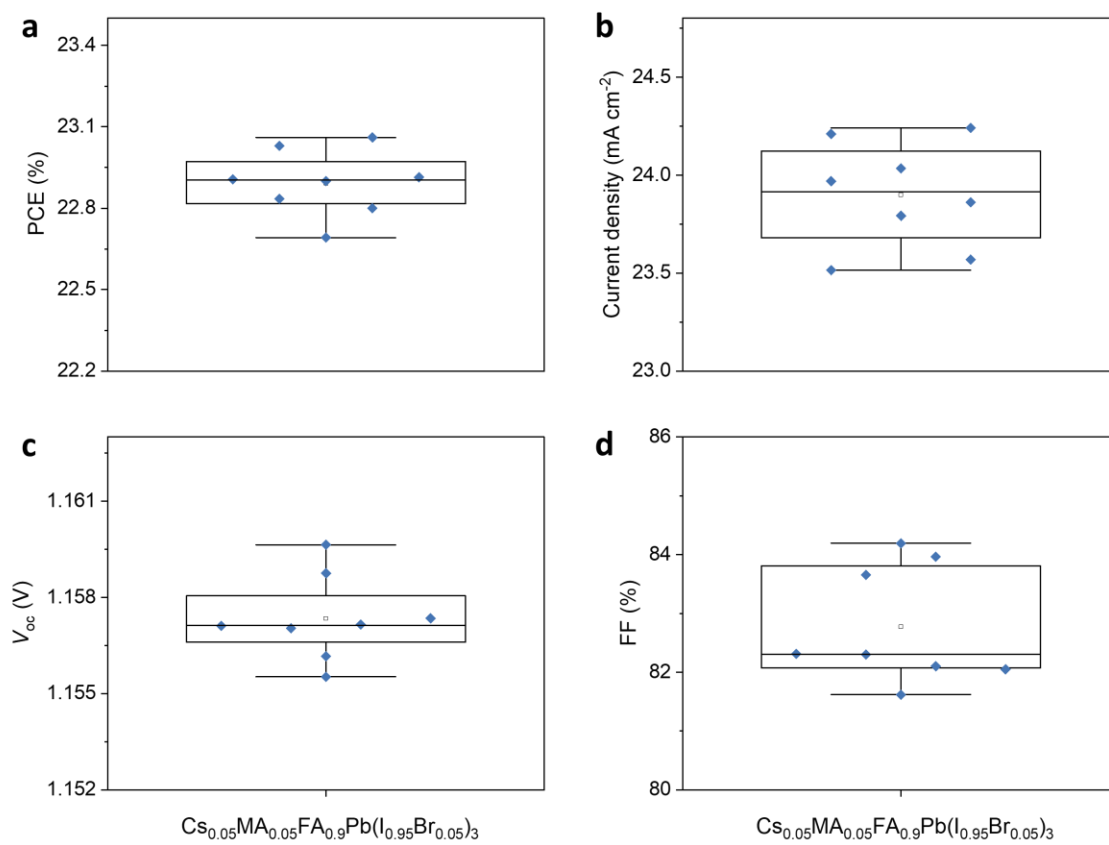 a
23.4
23.1
22.8
22.5
22.2
PCE (%)
b
24.5
24.0
23.5
23.0
Current density (mA cm⁻²)
c
1.161
1.158
1.155
1.152
V_oc (V)
Cs₀.₀₅MA₀.₀₅FA₀.₉Pb(I₀.₉₅Br₀.₀₅)₃
d
86
84
82
80
FF (%)
Cs₀.₀₅MA₀.₀₅FA₀.₉Pb(I₀.₉₅Br₀.₀₅)₃